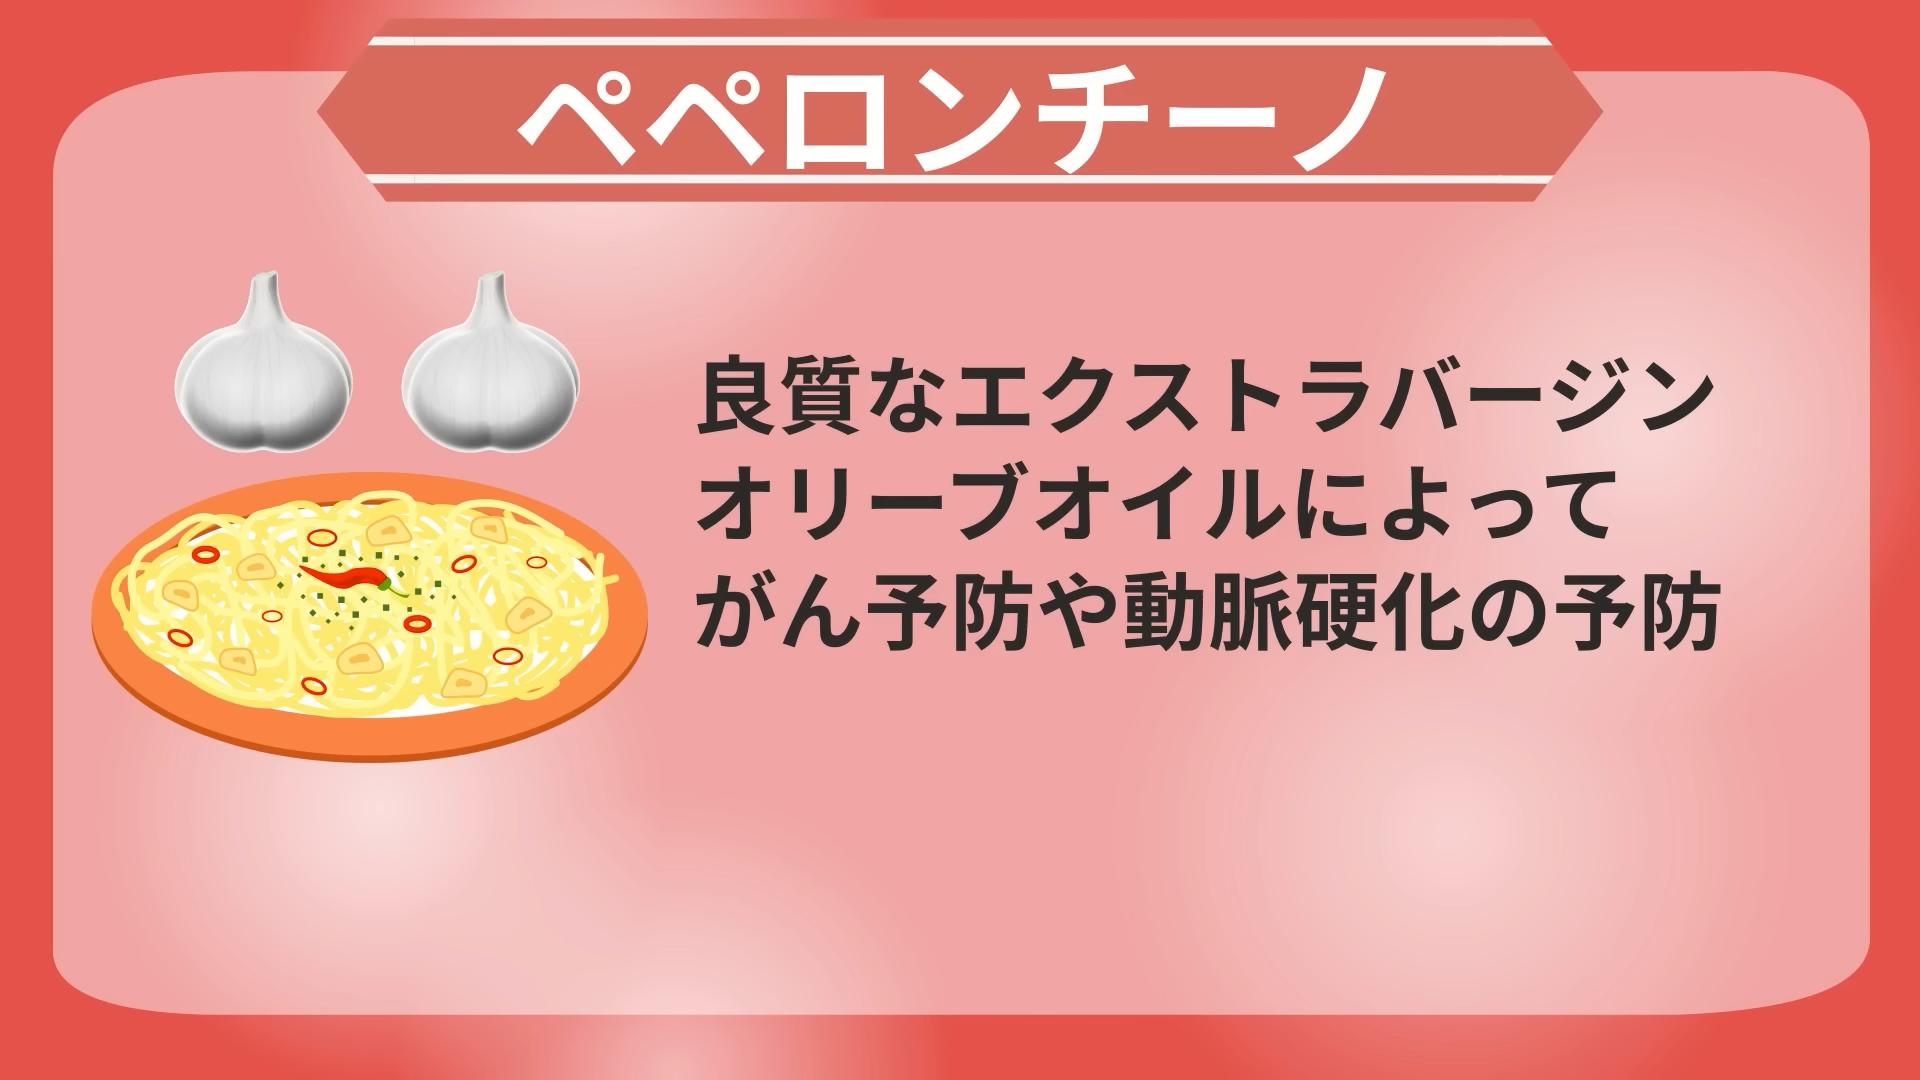 ペペロンチーノ
良質なエクストラバージン
オリーブオイルによって
がん予防や動脈硬化の予防